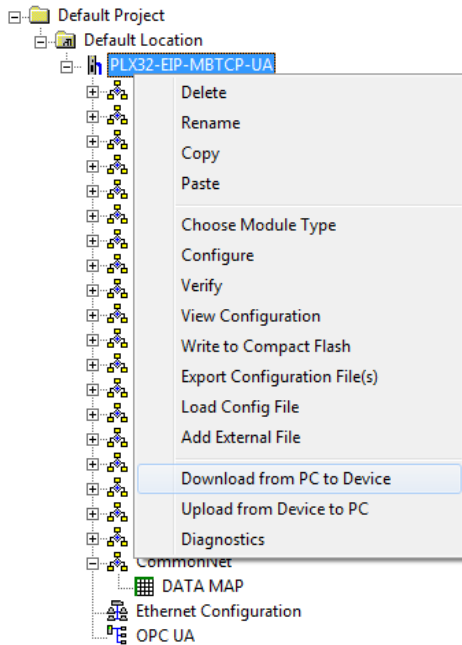 Default Project
Default Location
PLX32-EIP-MBTCP-UA
Delete
Rename
Copy
Paste
Choose Module Type
Configure
Verify
View Configuration
Write to Compact Flash
Export Configuration File(s)
Load Config File
Add External File
Download from PC to Device
Upload from Device to PC
Diagnostics
CommonNet
DATA MAP
Ethernet Configuration
OPC UA